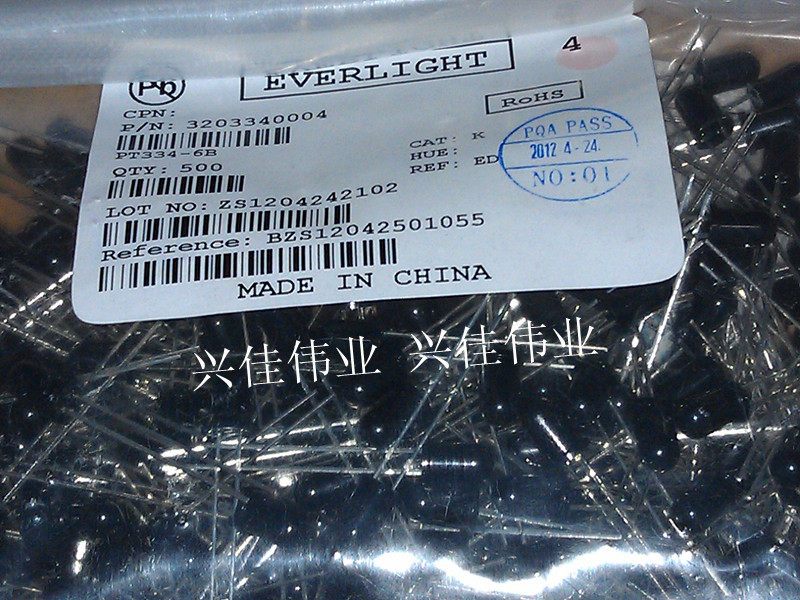 Pb
EVERLIGHT
4
RoHS
CPN:
P/N: 3203340004
PT334-6B
QTY: 500
CAT: K
HUE:
REF: ED
LOT NO: ZS1204242102
Reference: BZS12042501055
MADE IN CHINA
PQA PASS
2012 4-24.
NO:01
兴佳伟业 兴佳伟业